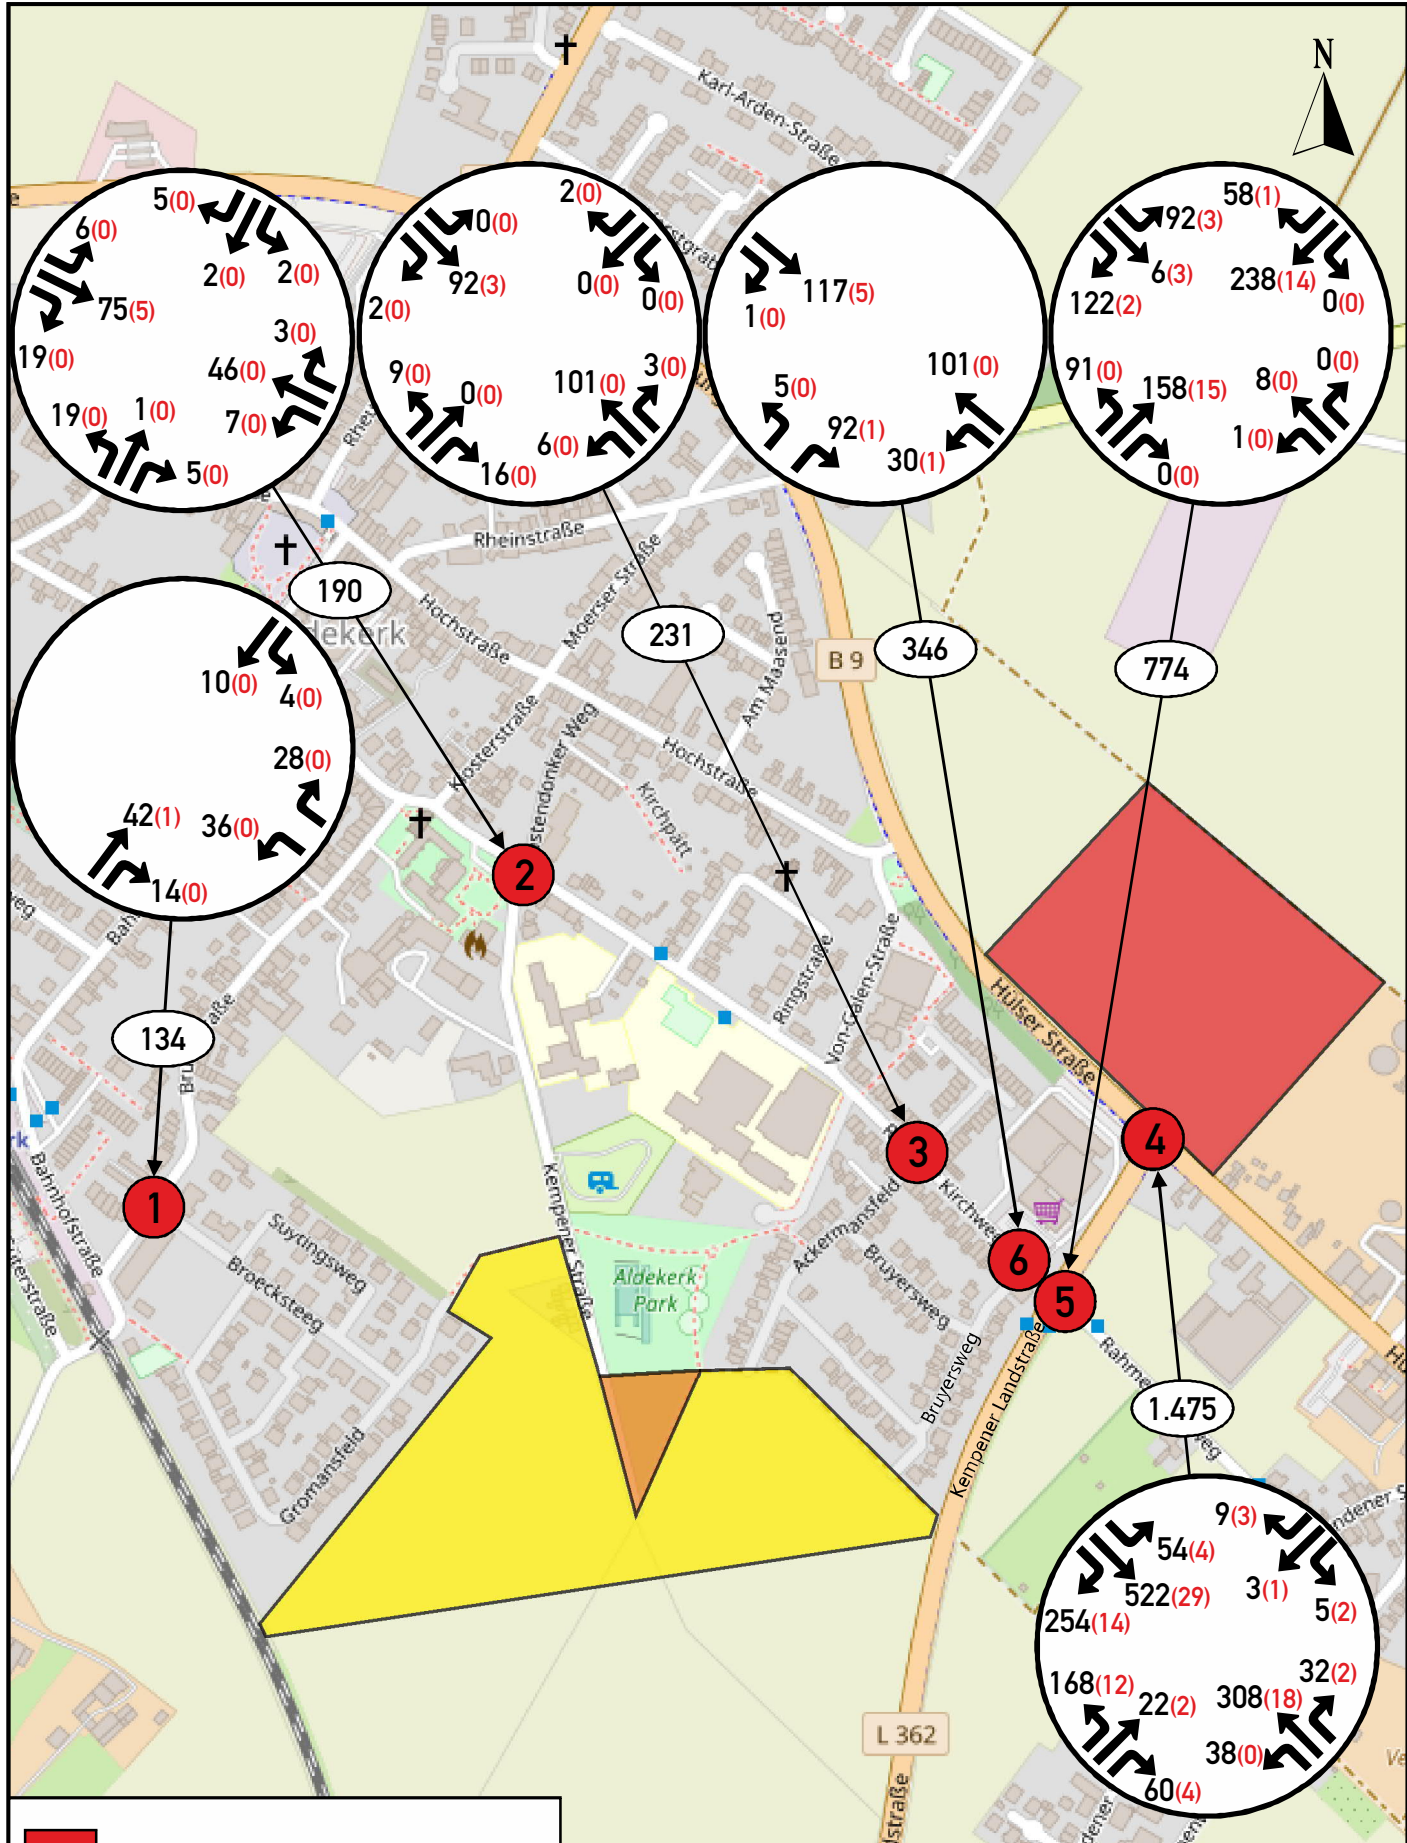 N
Karl-Arden-Straße
5(0)
6(0)
2(0)
2(0)
75(5)
19(0)
3(0)
46(0)
7(0)
19(0)
1(0)
5(0)
0(0)
2(0)
92(3)
2(0)
0(0)
0(0)
9(0)
0(0)
16(0)
101(0)
3(0)
6(0)
117(5)
1(0)
5(0)
92(1)
101(0)
30(1)
92(3)
58(1)
6(3)
122(2)
238(14)
0(0)
91(0)
158(15)
0(0)
8(0)
0(0)
1(0)
Rheinstraße
Moerser Straße
190
231
346
774
B 9
Hochstraße
Am Maasepuu
Klosterstraße
Hochstraße
Kirchpatt
10(0)
4(0)
28(0)
42(1)
36(0)
14(0)
2
134
Ringstraße
Von-Galen-Straße
Hülser Straße
1
3
4
6
5
Bahnhofstraße
Kempener Straße
Suytingsweg
Broecksteeg
Gromansfeld
Aldekerk
Park
Ackermansfeld
Bruyersweg
Bruyersweg
Kempener Landstraße
1.475
54(4)
9(3)
522(29)
3(1)
254(14)
5(2)
168(12)
22(2)
308(18)
32(2)
60(4)
38(0)
L 362